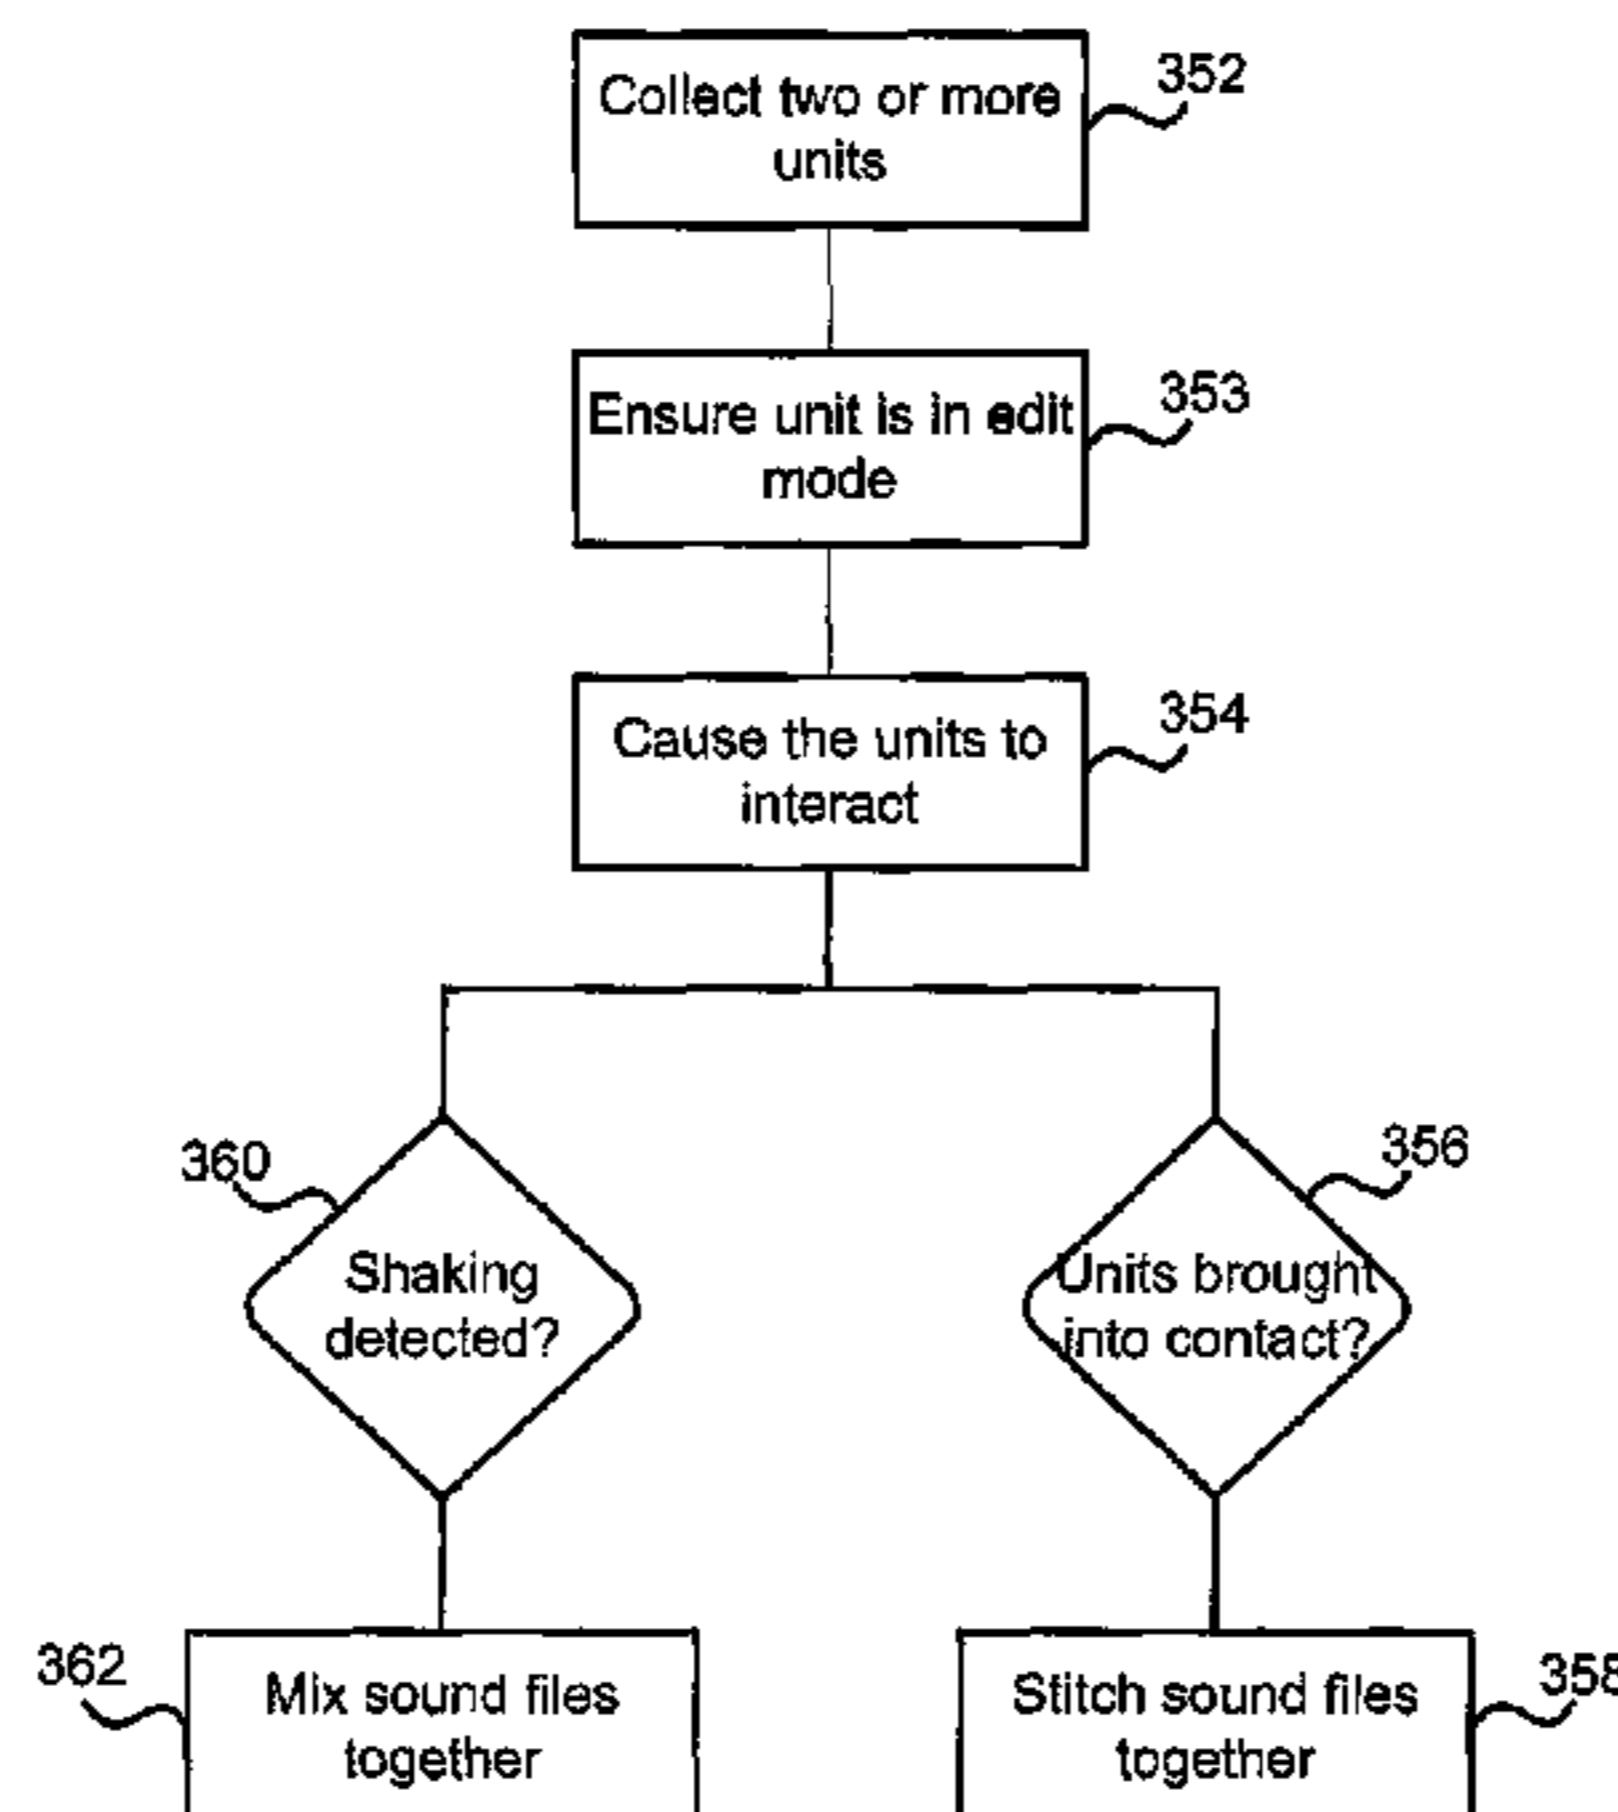 Collect two or more
units
352
Ensure unit is in edit
mode
353
Cause the units to
interact
354
360
Shaking
detected?
356
Units brought
into contact?
362
Mix sound files
together
Stitch sound files
together
358